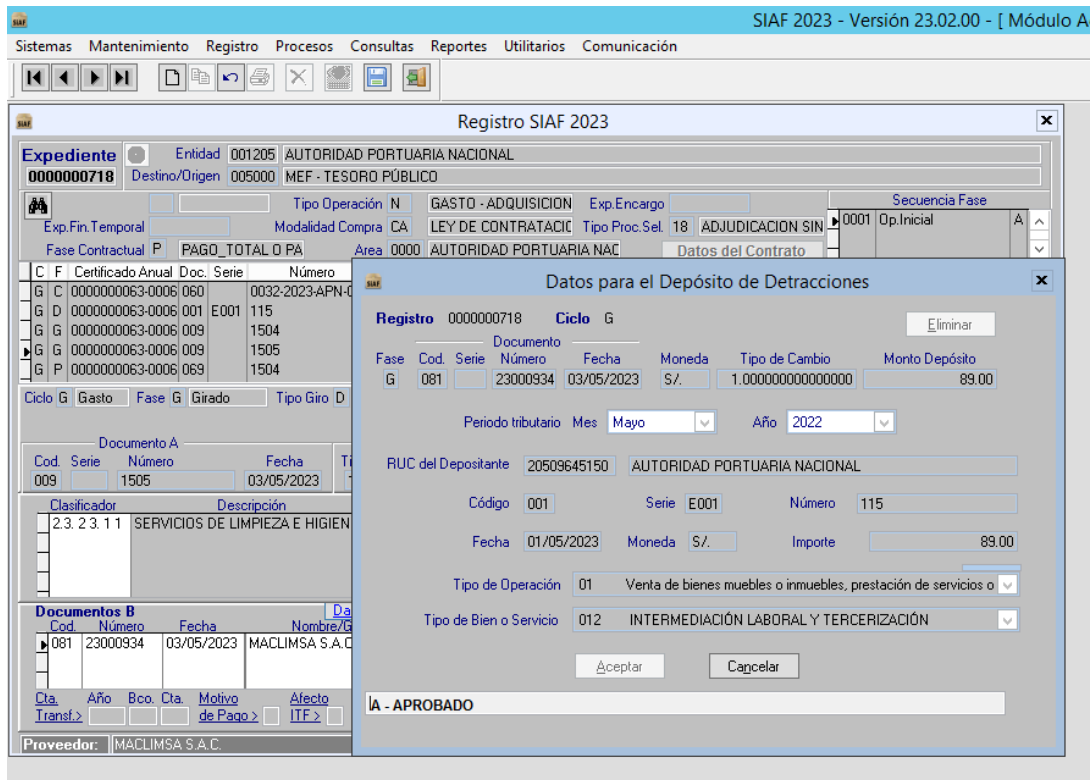 SIAF 2023 - Versión 23.02.00 - [ Módulo A
Sistemas Mantenimiento Registro Procesos Consultas Reportes Utilitarios Comunicación
Registro SIAF 2023
Expediente Entidad 001205 AUTORIDAD PORTUARIA NACIONAL
0000000718 Destino/Origen 005000 MEF - TESORO PÚBLICO
Tipo Operación N GASTO - ADQUISICION Exp.Encargo Secuencia Fase
Exp.Fin.Temporal Modalidad Compra CA LEY DE CONTRATACIC Tipo Proc.Sel. 18 ADJUDICACION SIN 0001 Op.Inicial A
Fase Contractual P PAGO_TOTAL O PA Area 0000 AUTORIDAD PORTUARIA NAC Datos del Contrato
C F Certificado Anual Doc. Serie Número
G C 0000000063-0006 060 0032-2023-APN-0
G D 0000000063-0006 001 E001 115
G G 0000000063-0006 009 1504
G G 0000000063-0006 009 1505
G P 0000000063-0006 069 1504
Ciclo G Gasto Fase G Girado Tipo Giro D
Documento A
Cod. Serie Número Fecha Ti
009 1505 03/05/2023
Clasificador Descripción
2.3. 2 3. 1 1 SERVICIOS DE LIMPIEZA E HIGIEN
Documentos B Da
Cod. Número Fecha Nombre/G
081 23000934 03/05/2023 MACLIMSA S.A.C
Cta. Año Bco. Cta. Motivo Afecto
Transf.> de Pago > ITF >
Proveedor: MACLIMSA S.A.C.
Datos para el Depósito de Detracciones
Registro 0000000718 Ciclo G Eliminar
Documento
Fase Cod. Serie Número Fecha Moneda Tipo de Cambio Monto Depósito
G 081 23000934 03/05/2023 S/. 1.000000000000000 89.00
Periodo tributario Mes Mayo Año 2022
RUC del Depositante 20509645150 AUTORIDAD PORTUARIA NACIONAL
Código 001 Serie E001 Número 115
Fecha 01/05/2023 Moneda S/. Importe 89.00
Tipo de Operación 01 Venta de bienes muebles o inmuebles, prestación de servicios o
Tipo de Bien o Servicio 012 INTERMEDIACIÓN LABORAL Y TERCERIZACIÓN
Aceptar Cancelar
A - APROBADO